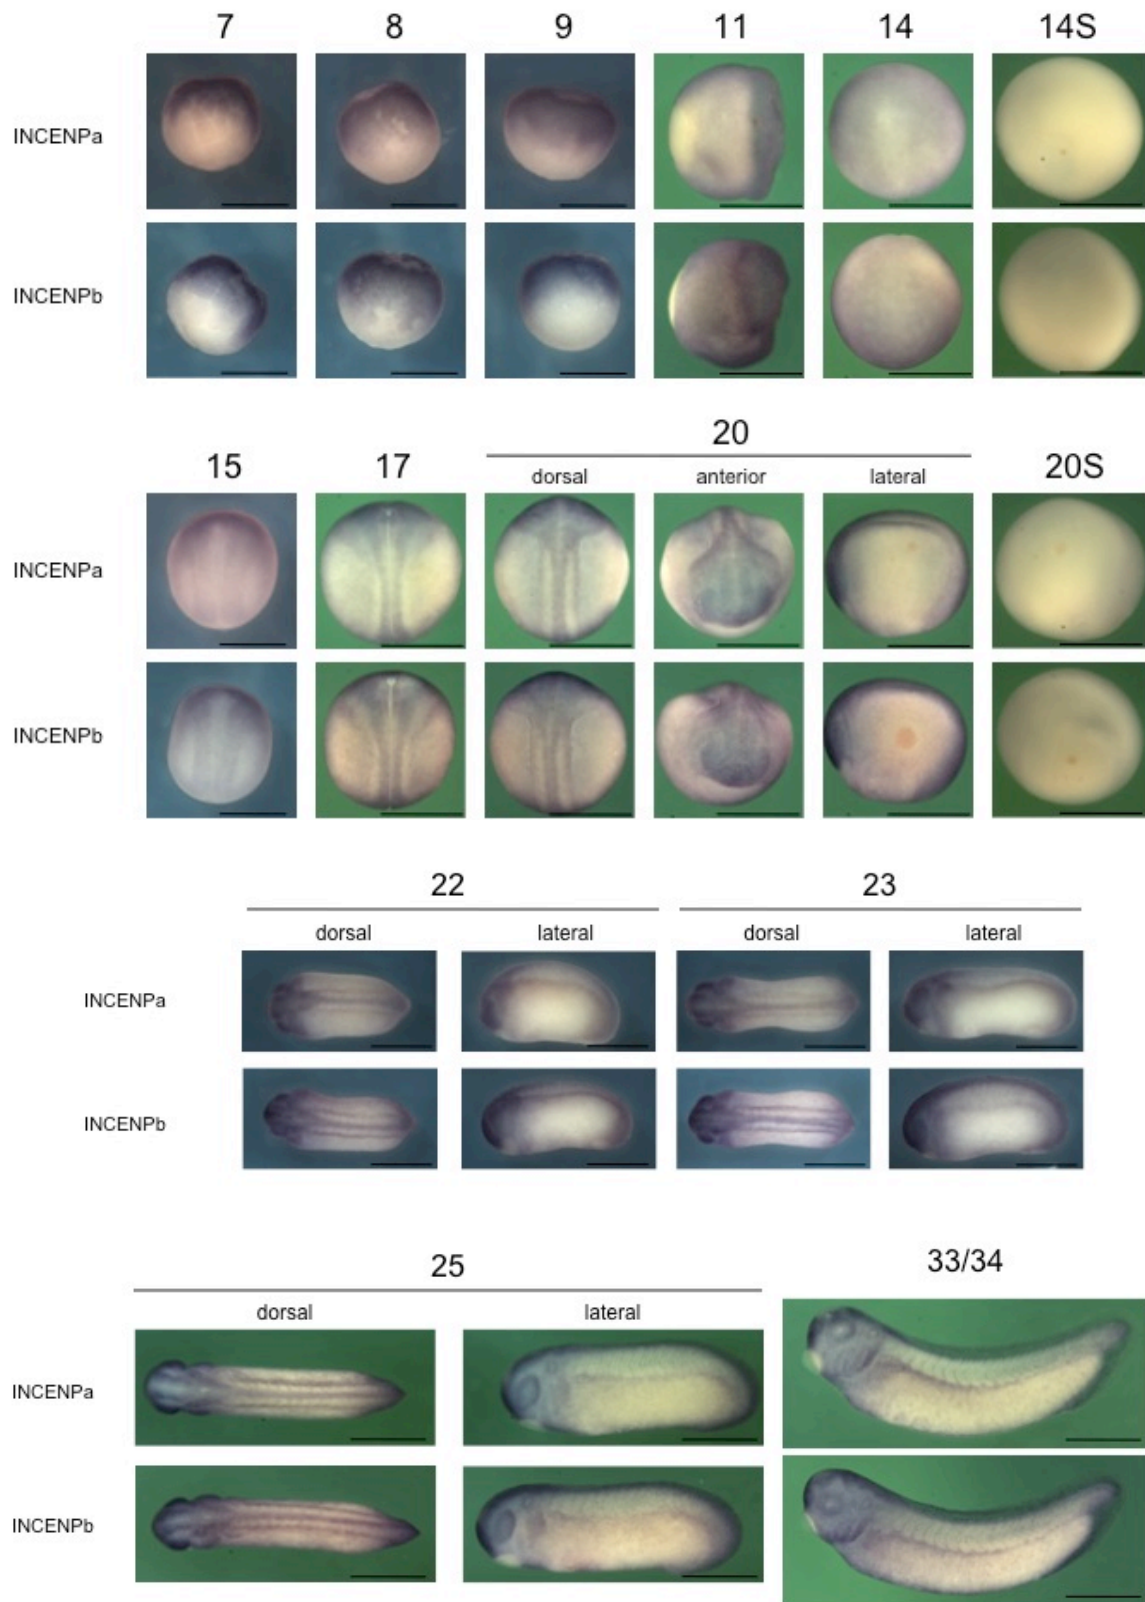 7 8 9 11 14 14S
INCENPa
INCENPb
20
15 17 20S
dorsal anterior lateral
INCENPa
INCENPb
22 23
dorsal lateral dorsal lateral
INCENPa
INCENPb
25 33/34
dorsal lateral
INCENPa
INCENPb